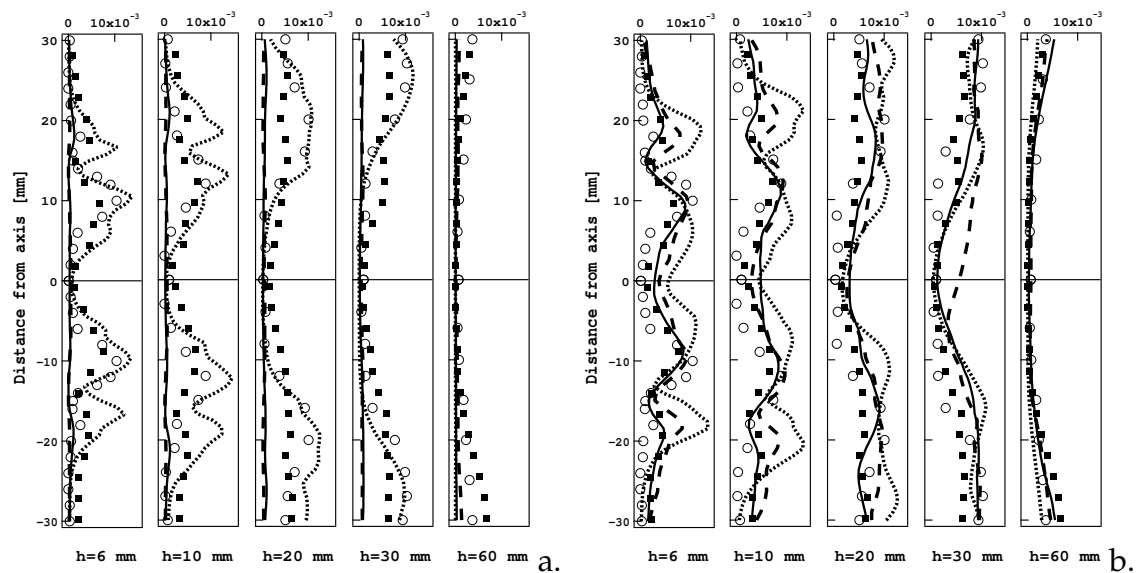 0 10x10⁻³ 0 10x10⁻³ 0 10x10⁻³
0 10x10⁻³ 0 10x10⁻³
30
20
10
0
-10
-20
-30
Distance from axis [mm]
h=6 mm h=10 mm h=20 mm h=30 mm h=60 mm a.
0 10x10⁻³ 0 10x10⁻³ 0 10x10⁻³
0 10x10⁻³ 0 10x10⁻³
30
20
10
0
-10
-20
-30
Distance from axis [mm]
h=6 mm h=10 mm h=20 mm h=30 mm h=60 mm b.